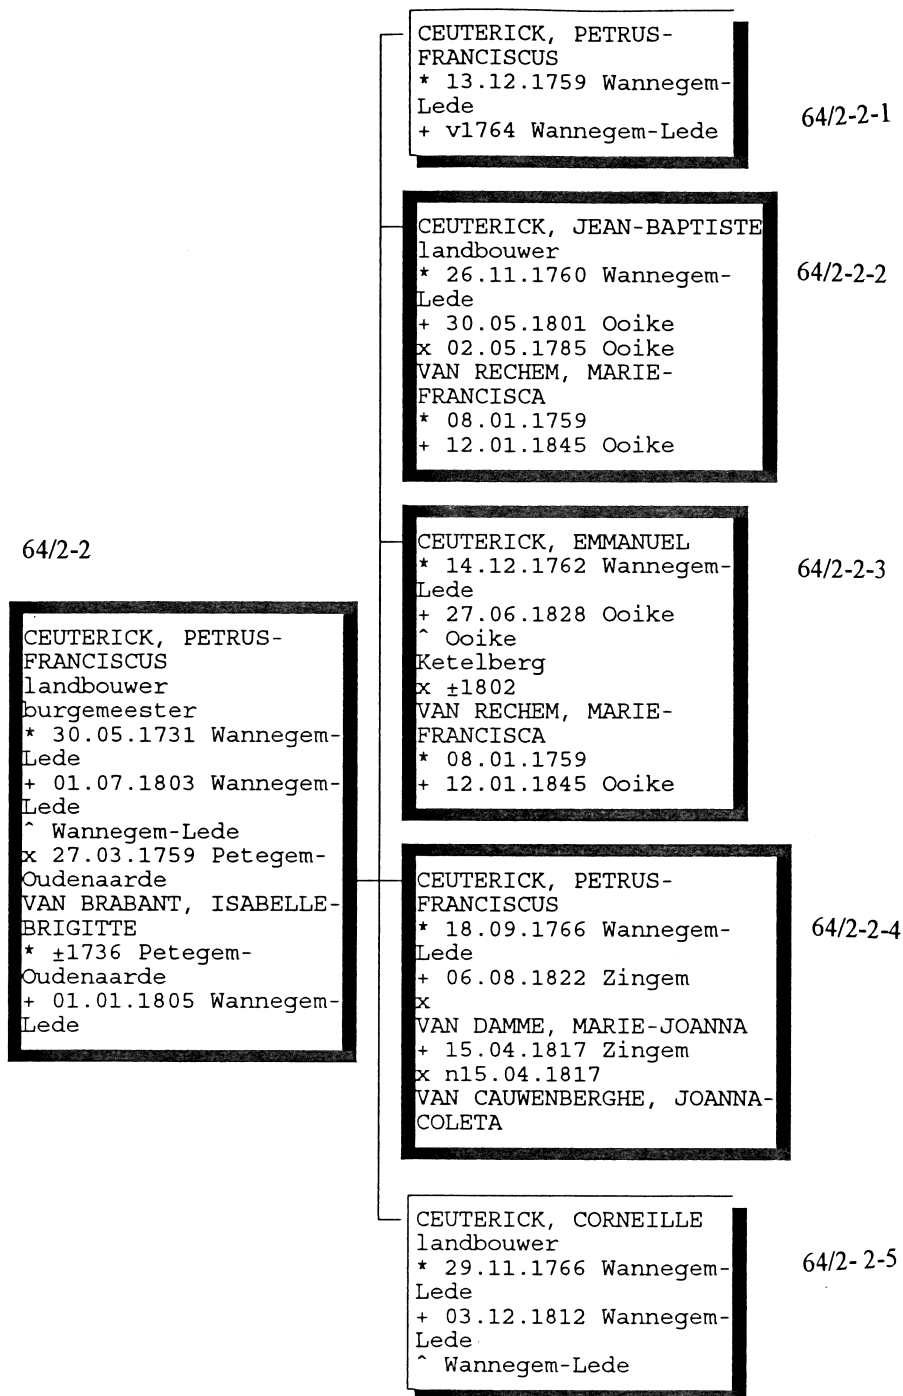 64/2-2
CEUTERICK, PETRUS-
FRANCISCUS
landbouwer
burgemeester
* 30.05.1731 Wannegem-
Lede
+ 01.07.1803 Wannegem-
Lede
^ Wannegem-Lede
x 27.03.1759 Petegem-
Oudenaarde
VAN BRABANT, ISABELLE-
BRIGITTE
* ±1736 Petegem-
Oudenaarde
+ 01.01.1805 Wannegem-
Lede
CEUTERICK, PETRUS-
FRANCISCUS
* 13.12.1759 Wannegem-
Lede
+ v1764 Wannegem-Lede
64/2-2-1
CEUTERICK, JEAN-BAPTISTE
landbouwer
* 26.11.1760 Wannegem-
Lede
+ 30.05.1801 Ooike
x 02.05.1785 Ooike
VAN RECHEM, MARIE-
FRANCISCA
* 08.01.1759
+ 12.01.1845 Ooike
64/2-2-2
CEUTERICK, EMMANUEL
* 14.12.1762 Wannegem-
Lede
+ 27.06.1828 Ooike
^ Ooike
Ketelberg
x ±1802
VAN RECHEM, MARIE-
FRANCISCA
* 08.01.1759
+ 12.01.1845 Ooike
64/2-2-3
CEUTERICK, PETRUS-
FRANCISCUS
* 18.09.1766 Wannegem-
Lede
+ 06.08.1822 Zingem
x
VAN DAMME, MARIE-JOANNA
+ 15.04.1817 Zingem
x n15.04.1817
VAN CAUWENBERGHE, JOANNA-
COLETA
64/2-2-4
CEUTERICK, CORNEILLE
landbouwer
* 29.11.1766 Wannegem-
Lede
+ 03.12.1812 Wannegem-
Lede
^ Wannegem-Lede
64/2- 2-5